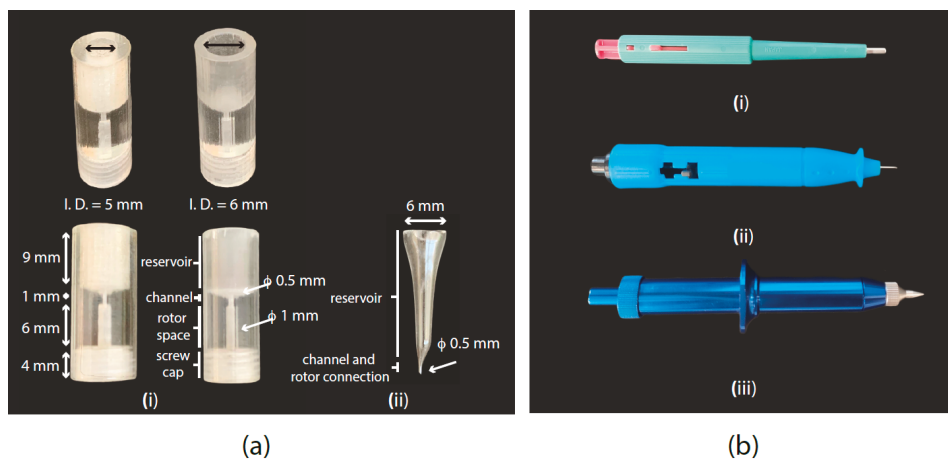 I. D. = 5 mm
I. D. = 6 mm
9 mm
1 mm
6 mm
4 mm
reservoir
channel
rotor
space
screw
cap
ϕ 0.5 mm
ϕ 1 mm
(i)
6 mm
reservoir
ϕ 0.5 mm
channel and
rotor connection
(ii)
(a)
(i)
(ii)
(iii)
(b)